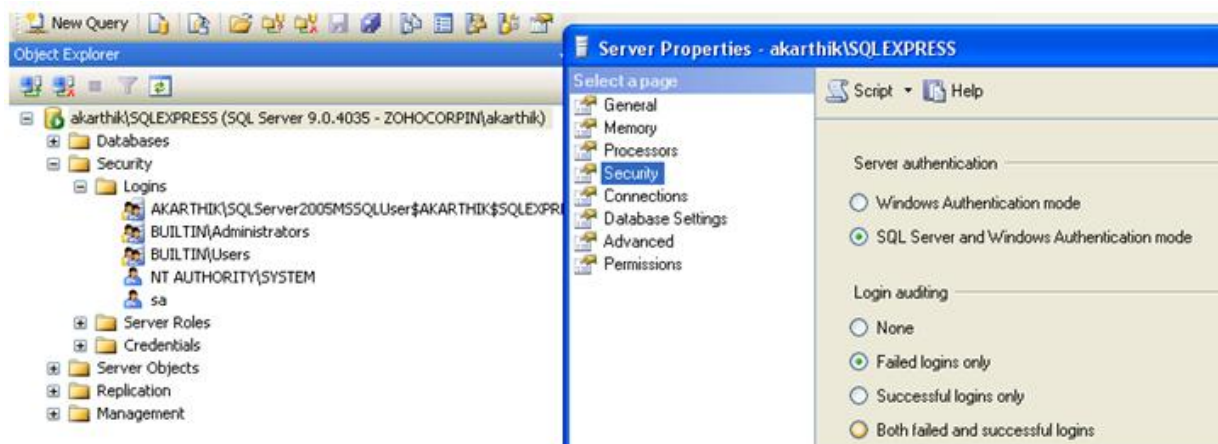 New Query
Object Explorer
akarthik\SQLEXPRESS (SQL Server 9.0.4035 - ZOHOCORPIN\akarthik)
Databases
Security
Logins
AKARTHIK\SQLServer2005MSSQLUser$AKARTHIK$SQLEXPRE
BUILTIN\Administrators
BUILTIN\Users
NT AUTHORITY\SYSTEM
sa
Server Roles
Credentials
Server Objects
Replication
Management
Server Properties - akarthik\SQLEXPRESS
Select a page
General
Memory
Processors
Security
Connections
Database Settings
Advanced
Permissions
Script Help
Server authentication
Windows Authentication mode
SQL Server and Windows Authentication mode
Login auditing
None
Failed logins only
Successful logins only
Both failed and successful logins